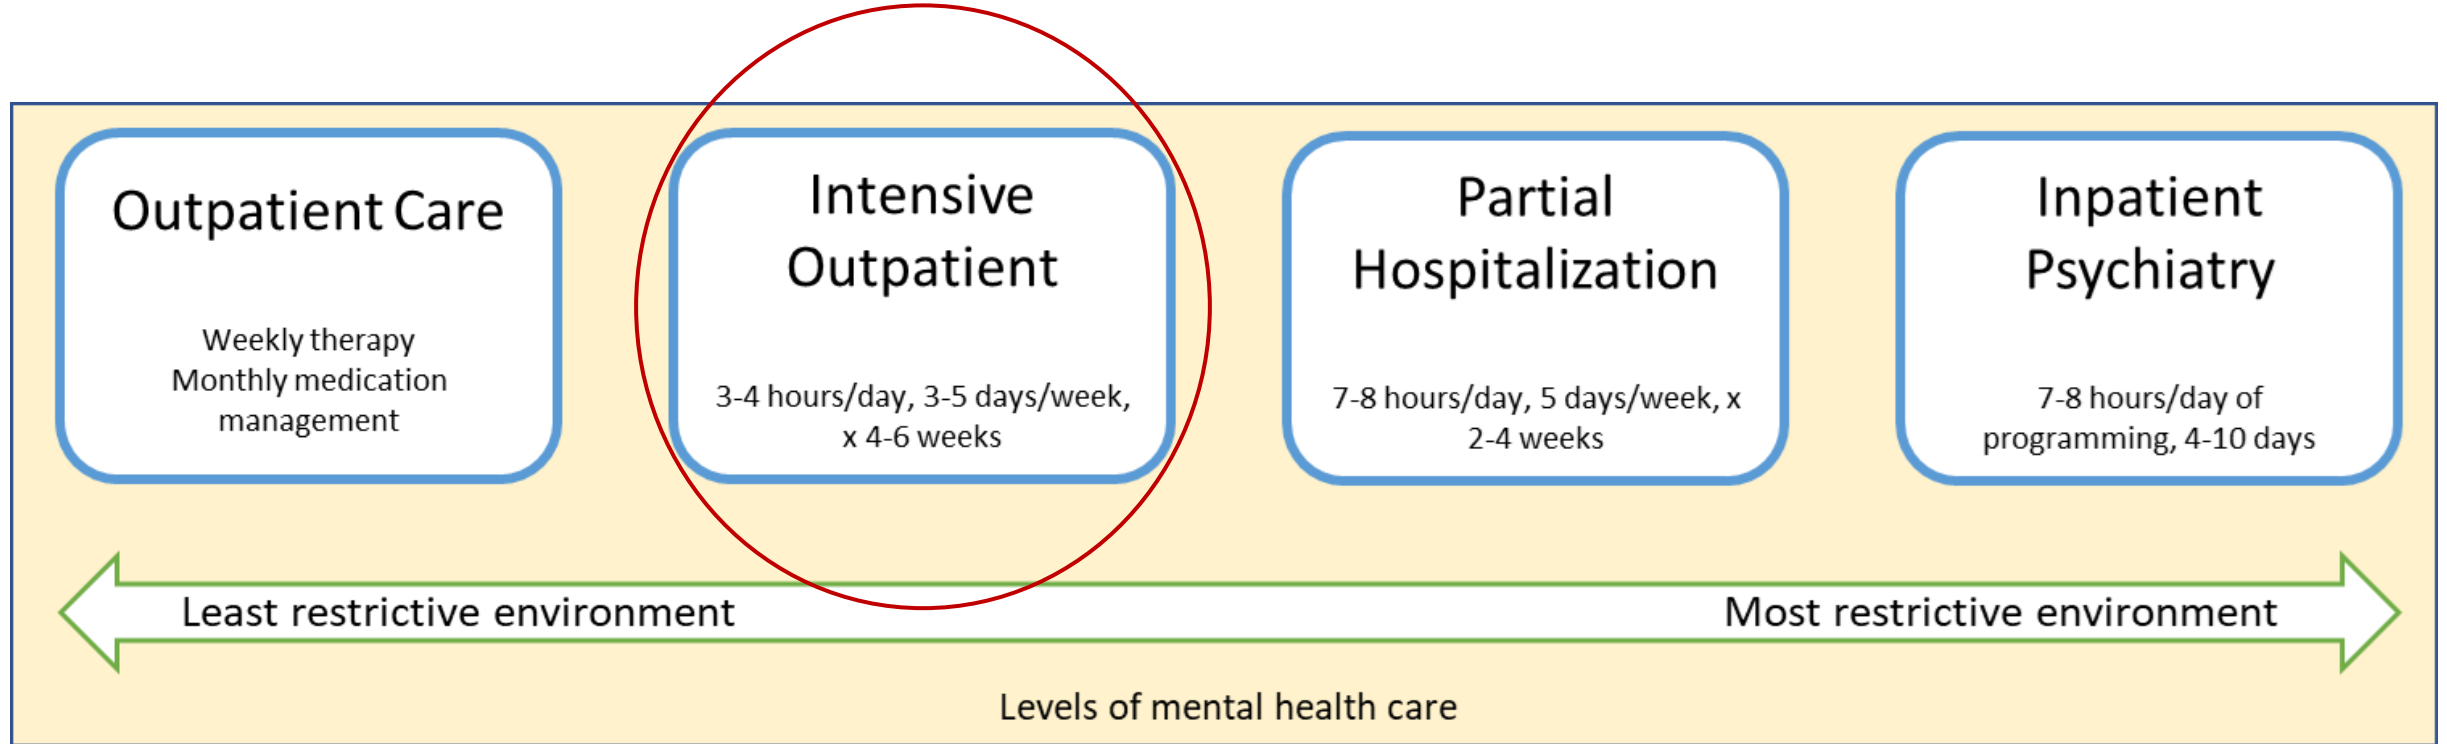 Outpatient Care
Weekly therapy
Monthly medication
management
Intensive
Outpatient
3-4 hours/day, 3-5 days/week,
x 4-6 weeks
Partial
Hospitalization
7-8 hours/day, 5 days/week, x
2-4 weeks
Inpatient
Psychiatry
7-8 hours/day of
programming, 4-10 days
Least restrictive environment
Most restrictive environment
Levels of mental health care